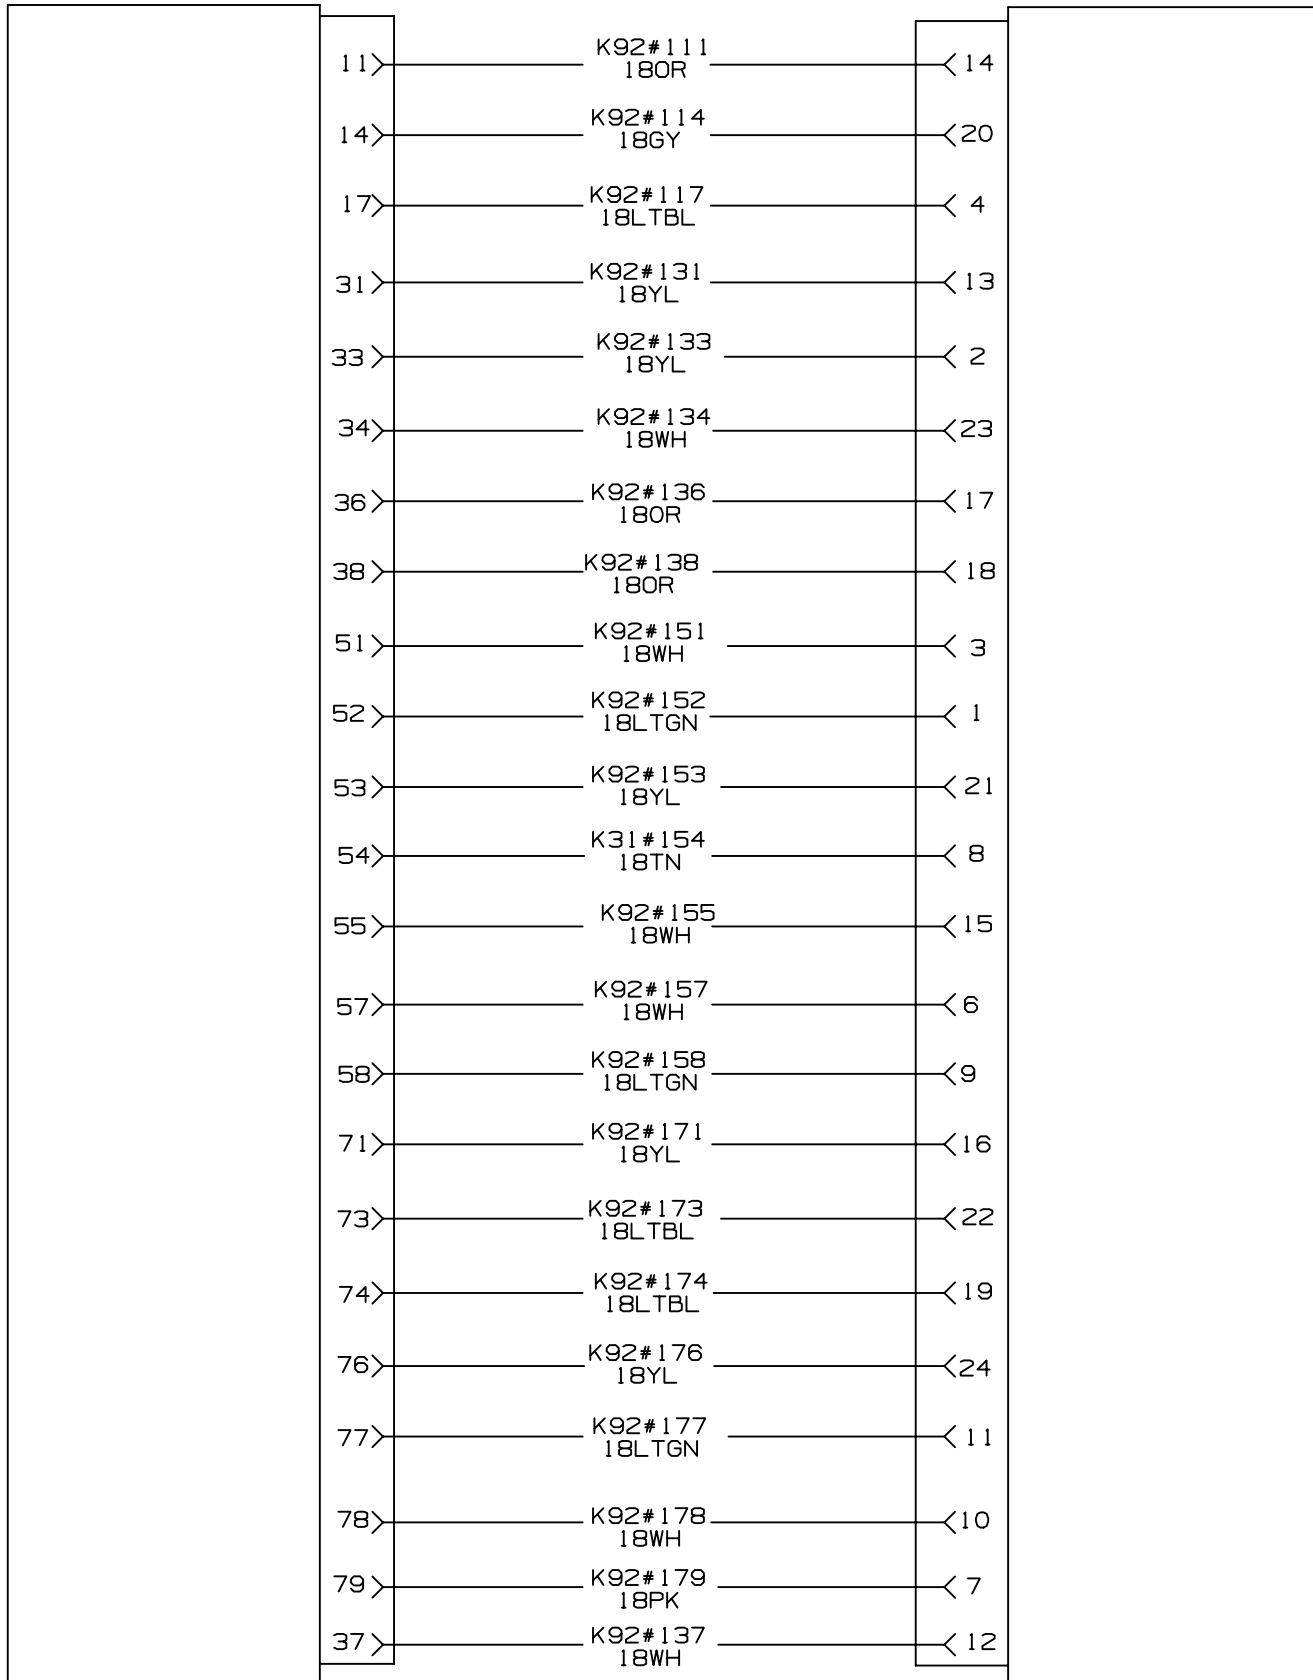 11 K92#111 14
18OR
14 K92#114 20
18GY
17 K92#117 4
18LTBL
31 K92#131 13
18YL
33 K92#133 2
18YL
34 K92#134 23
18WH
36 K92#136 17
18OR
38 K92#138 18
18OR
51 K92#151 3
18WH
52 K92#152 1
18LTGN
53 K92#153 21
18YL
54 K31#154 8
18TN
55 K92#155 15
18WH
57 K92#157 6
18WH
58 K92#158 9
18LTGN
71 K92#171 16
18YL
73 K92#173 22
18LTBL
74 K92#174 19
18LTBL
76 K92#176 24
18YL
77 K92#177 11
18LTGN
78 K92#178 10
18WH
79 K92#179 7
18PK
37 K92#137 12
18WH